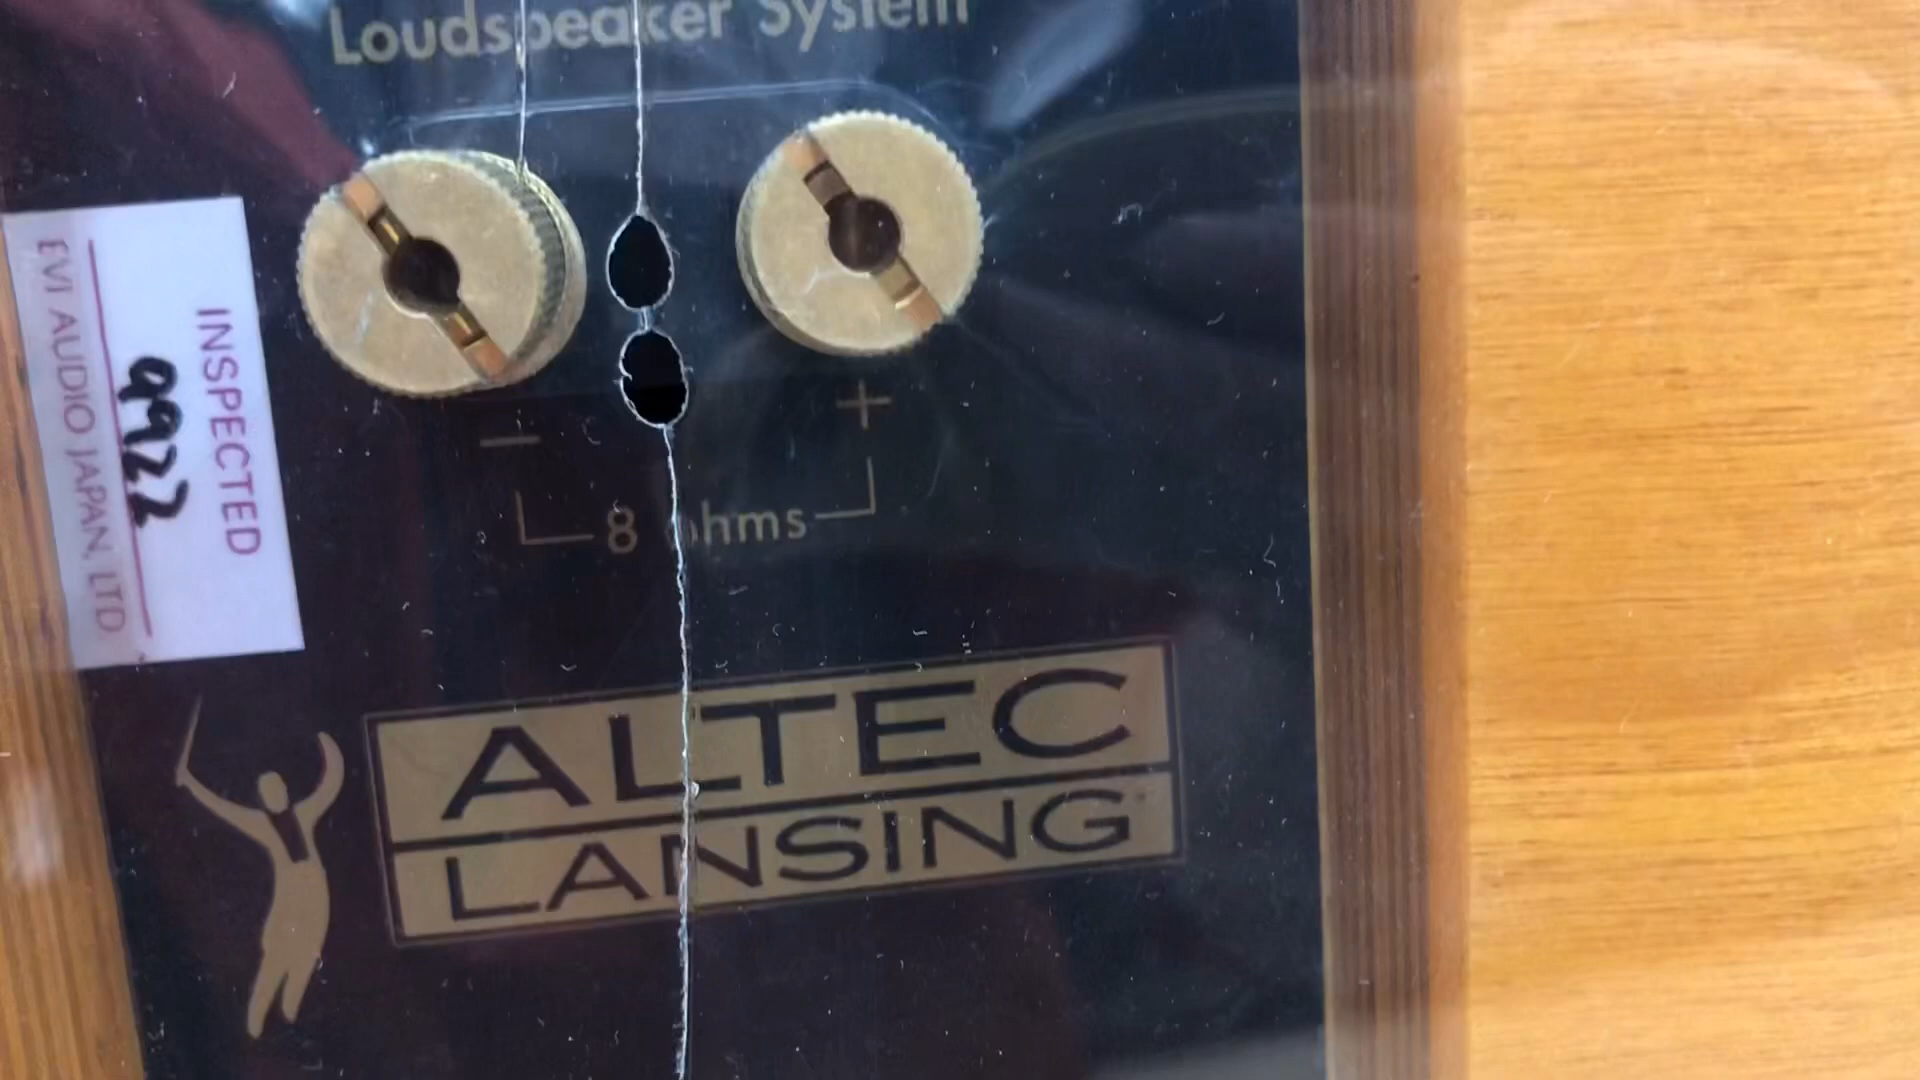 Loudspeaker System
− +
8 ohms
INSPECTED
9922
EVI AUDIO JAPAN, LTD.
ALTEC
LANSING